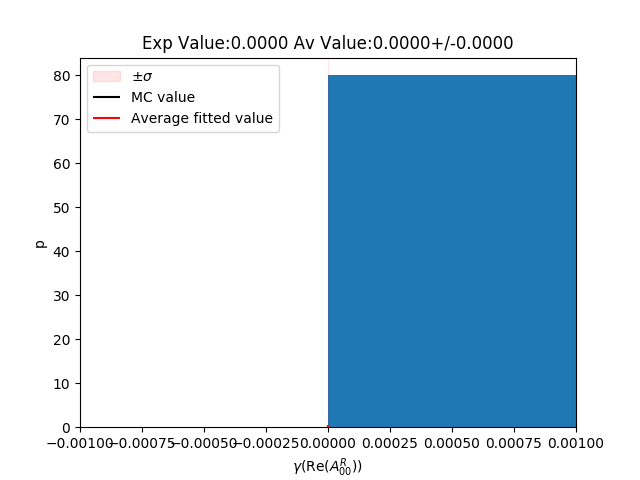 Exp Value:0.0000 Av Value:0.0000+/-0.0000
±σ
MC value
Average fitted value
80
70
60
50
40
30
20
10
0
p
−0.00100 −0.00075 −0.00050 −0.00025 0.00000 0.00025 0.00050 0.00075 0.00100
γ(Re(A_{00}^{R}))